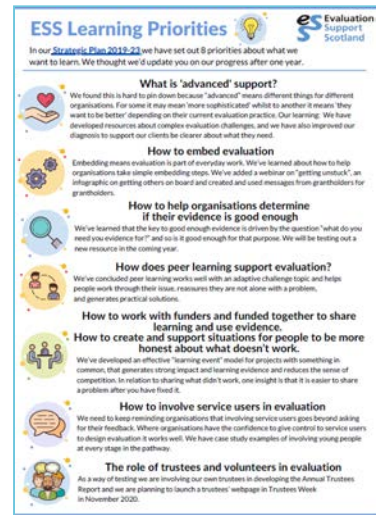 ESS Learning Priorities
Evaluation
Support
Scotland
In our Strategic Plan 2019-23 we have set out 8 priorities about what we
want to learn. We thought we'd update you on our progress after one year.
What is 'advanced' support?
We found this is hard to pin down because "advanced" means different things for different
organisations. For some it may mean 'more sophisticated' whilst to another it means 'they
want to be better' depending on their current evaluation practice. Our learning: We have
developed resources about complex evaluation challenges, and we have also improved our
diagnosis to support our clients be clearer about what they need.
How to embed evaluation
Embedding means evaluation is part of everyday work. We've learned about how to help
organisations take simple embedding steps. We've added a webinar on "getting unstuck", an
infographic on getting others on board and created and used messages from grantholders for
grantholders.
How to help organisations determine
if their evidence is good enough
We've learned that the key to good enough evidence is driven by the question "what do you
need you evidence for?" and so is it good enough for that purpose. We will be testing out a
new resource in the coming year.
How does peer learning support evaluation?
We've concluded peer learning works well with an adaptive challenge topic and helps
people work through their issue, reassures they are not alone with a problem,
and generates practical solutions.
How to work with funders and funded together to share
learning and use evidence.
How to create and support situations for people to be more
honest about what doesn't work.
We've developed an effective "learning event" model for projects with something in
common, that generates strong impact and learning evidence and reduces the sense of
competition. In relation to sharing what didn't work, one insight is that it is easier to share
a problem after you have fixed it.
How to involve service users in evaluation
We need to keep reminding organisations that involving service users goes beyond asking
for their feedback. Where organisations have the confidence to give control to service users
to design evaluation it works well. We have case study examples of involving young people
at every stage in the pathway.
The role of trustees and volunteers in evaluation
As a way of testing we are involving our own trustees in developing the Annual Trustees
Report and we are planning to launch a trustees' webpage in Trustees Week
in November 2020.